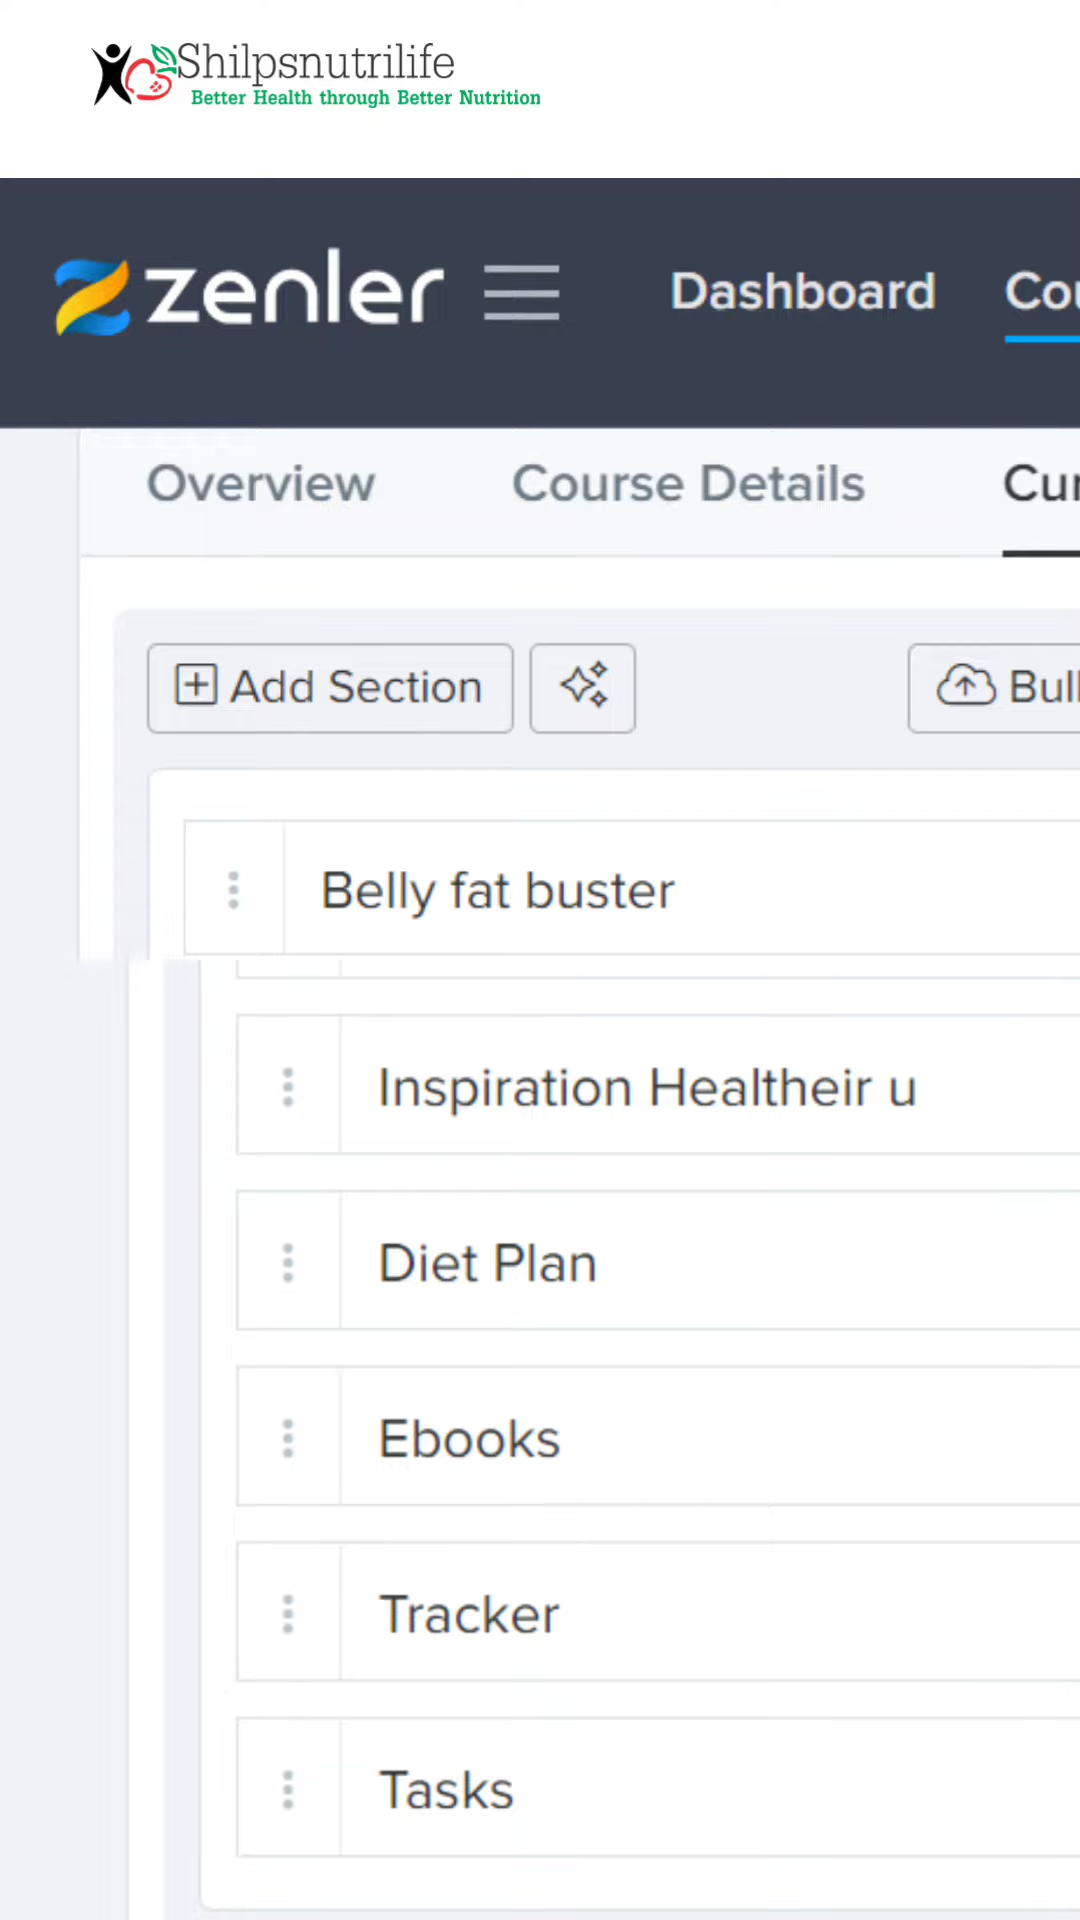 Shilpsnutrilife
Better Health through Better Nutrition
zenler
Dashboard
Overview
Course Details
Add Section
Belly fat buster
Inspiration Healtheir u
Diet Plan
Ebooks
Tracker
Tasks